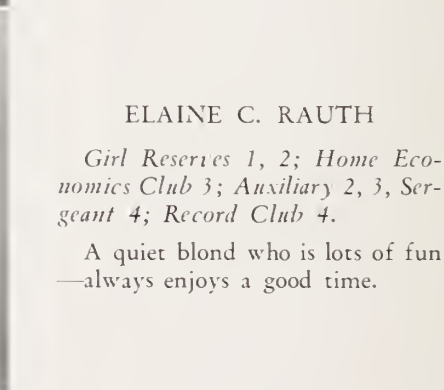 ELAINE C. RAUTH
Girl Reserves 1, 2; Home Eco-
nomics Club 3; Auxiliary 2, 3, Ser-
geant 4; Record Club 4.
A quiet blond who is lots of fun
—always enjoys a good time.